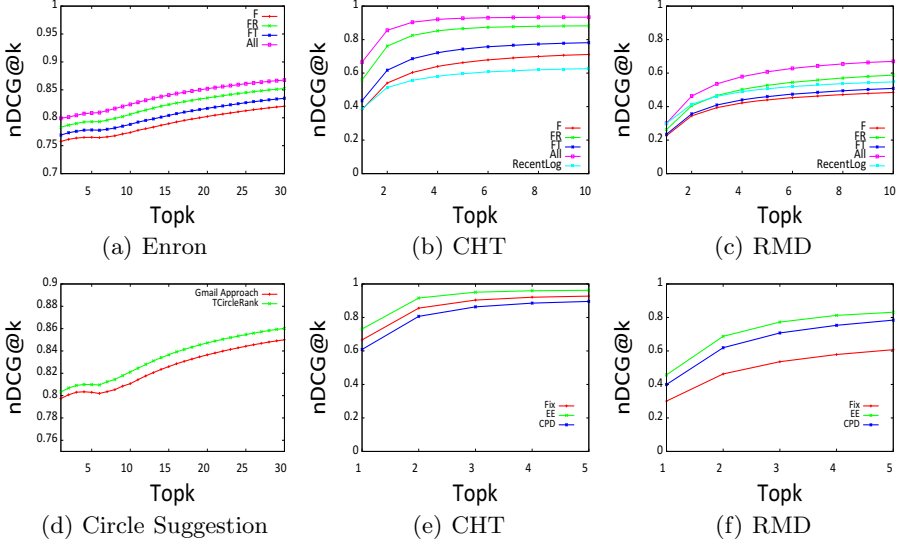 nDCG@k
1
0.95
0.9
0.85
0.8
0.75
0.7
F
FR
FT
All
5
10
15
20
25
30
Topk
(a) Enron
nDCG@k
1
0.8
0.6
0.4
0.2
0
F
FR
FT
All
RecentLog
2
4
6
8
10
Topk
(b) CHT
nDCG@k
1
0.8
0.6
0.4
0.2
0
F
FR
FT
All
RecentLog
2
4
6
8
10
Topk
(c) RMD
nDCG@k
0.9
0.88
0.86
0.84
0.82
0.8
0.78
0.76
Gmail Approach
TCircleRank
5
10
15
20
25
30
Topk
(d) Circle Suggestion
nDCG@k
1
0.8
0.6
0.4
0.2
0
Fix
EE
CPD
1
2
3
4
5
Topk
(e) CHT
nDCG@k
1
0.8
0.6
0.4
0.2
0
Fix
EE
CPD
1
2
3
4
5
Topk
(f) RMD